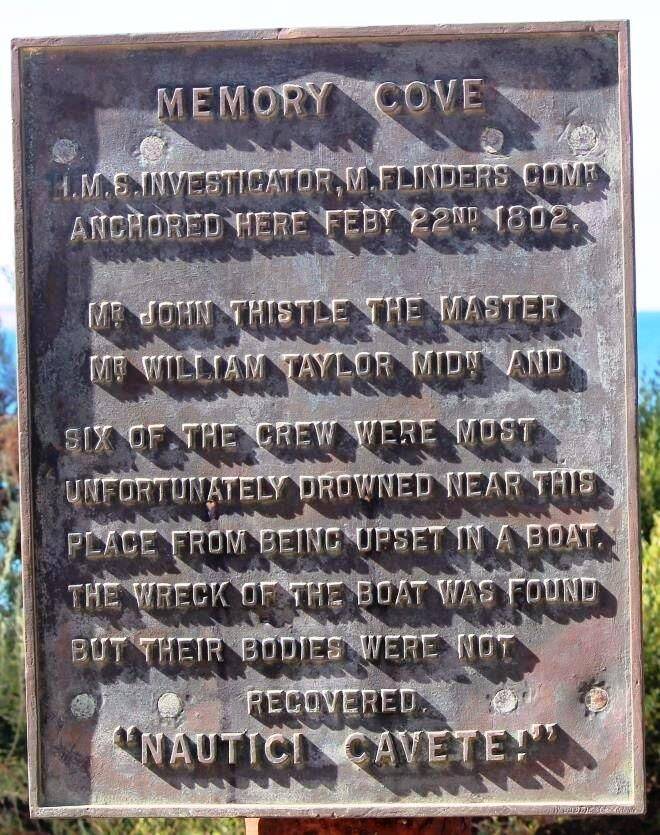 MEMORY COVE
H.M.S. INVESTIGATOR, M. FLINDERS COMR
ANCHORED HERE FEBY 22ND 1802.
MR JOHN THISTLE THE MASTER
MR WILLIAM TAYLOR MIDN AND
SIX OF THE CREW WERE MOST
UNFORTUNATELY DROWNED NEAR THIS
PLACE FROM BEING UPSET IN A BOAT.
THE WRECK OF THE BOAT WAS FOUND
BUT THEIR BODIES WERE NOT
RECOVERED.
"NAUTICI CAVETE!"